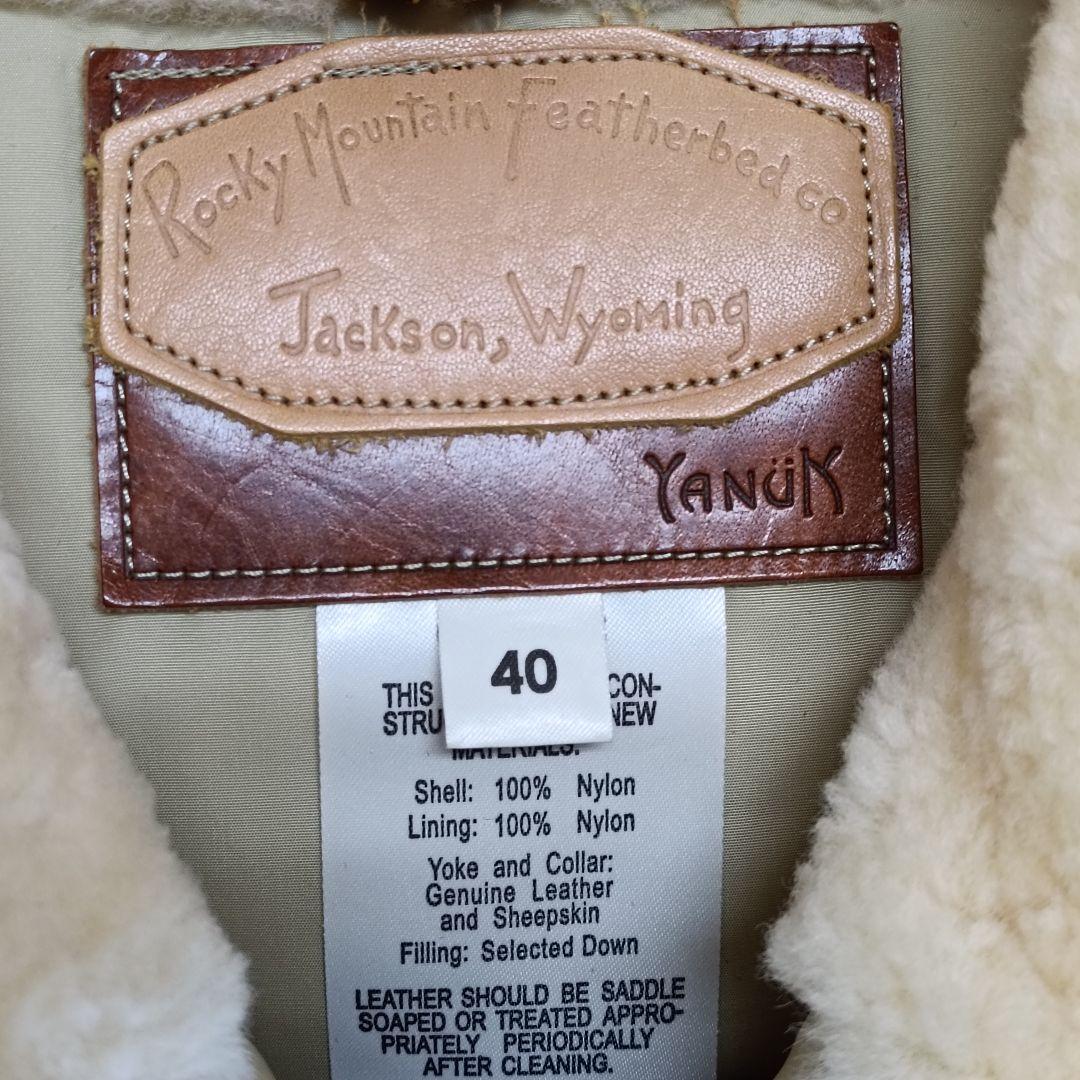 Rocky Mountain Featherbed co
Jackson, Wyoming
YANÜK
40
THIS CON-
STRU NEW
MATERIALS.
Shell: 100% Nylon
Lining: 100% Nylon
Yoke and Collar:
Genuine Leather
and Sheepskin
Filling: Selected Down
LEATHER SHOULD BE SADDLE
SOAPED OR TREATED APPRO-
PRIATELY PERIODICALLY
AFTER CLEANING.